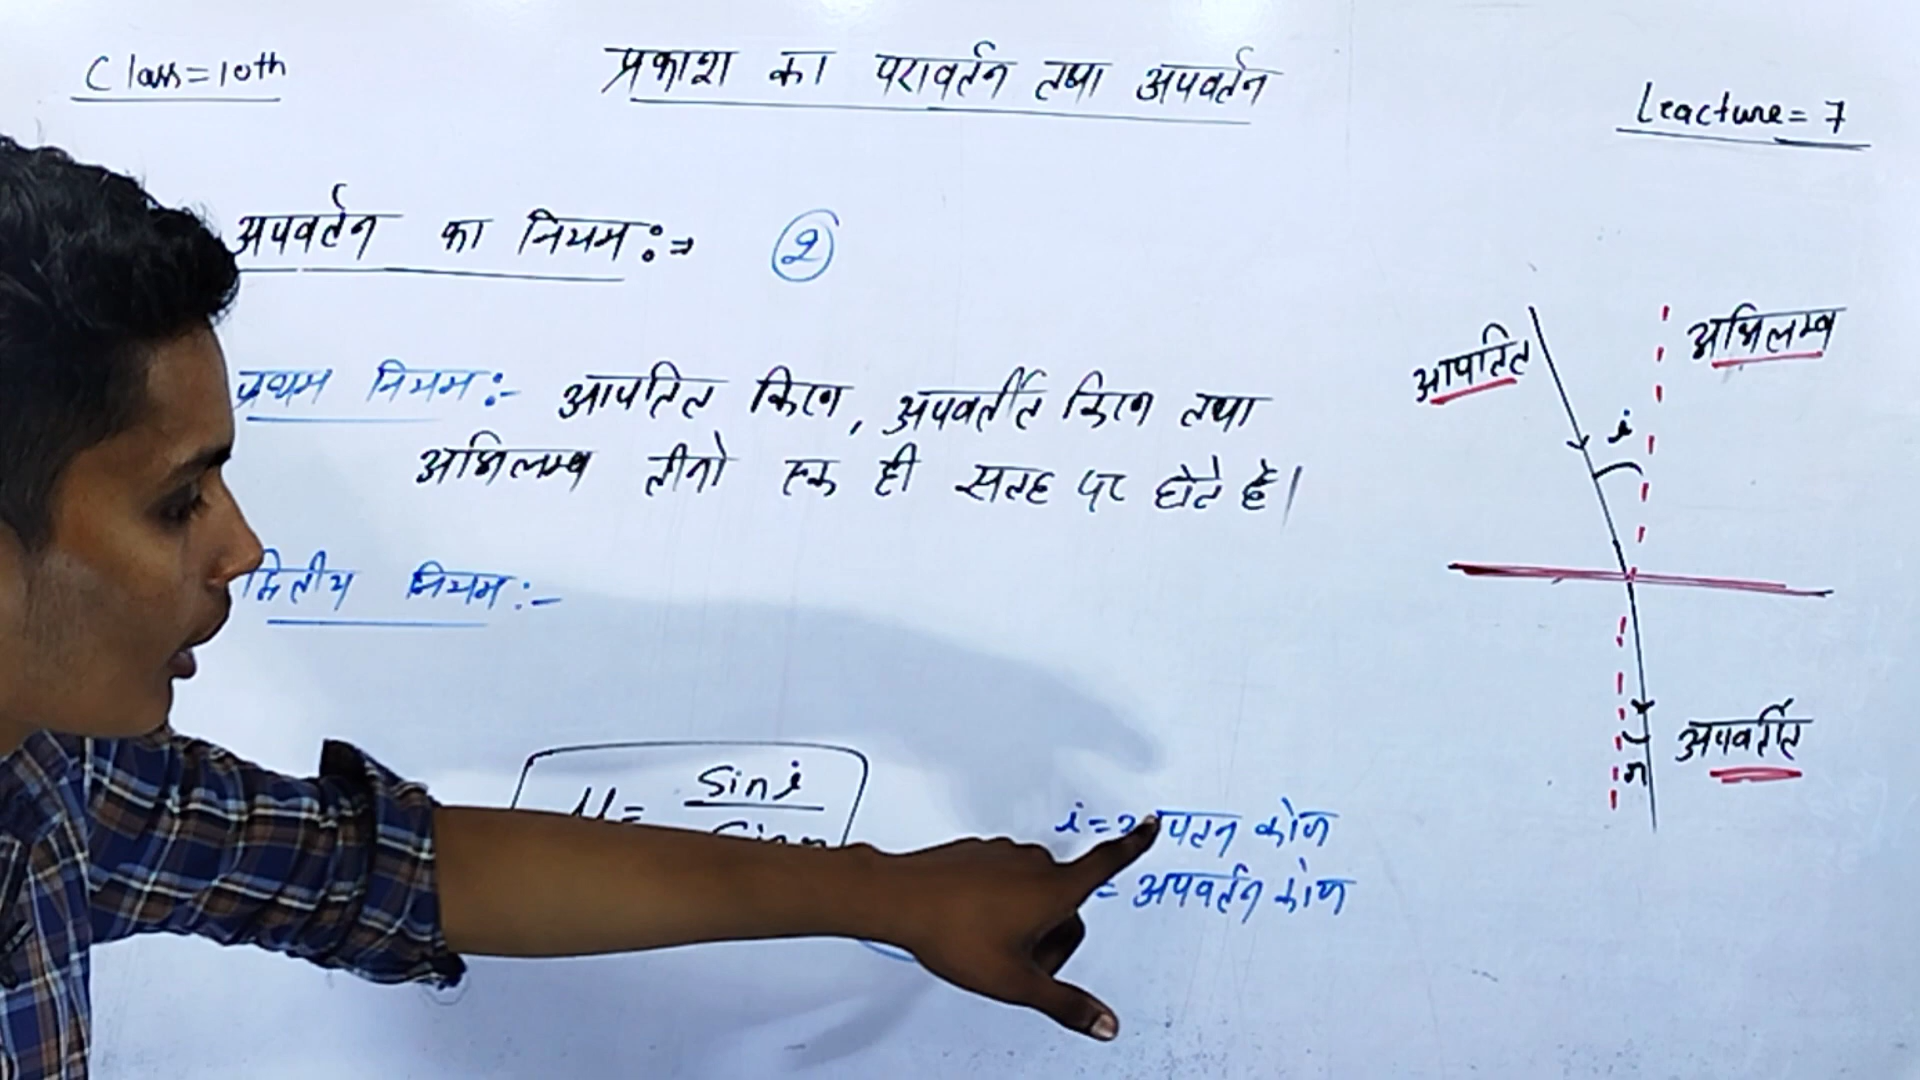 Class=10th
प्रकाश का परावर्तन तथा अपवर्तन
Leacture= 7
अपवर्तन का नियम:⇒ 2
प्रथम नियम:- आपतित किरण, अपवर्तीत किरण तथा
अभिलम्ब तीनो एक ही सतह पर होते है।
द्वितीय नियम:-
आपतित
अभिलम्ब
i
अपवर्तीत
r
μ= Sin i
i= कोण
= अपवर्तन कोण